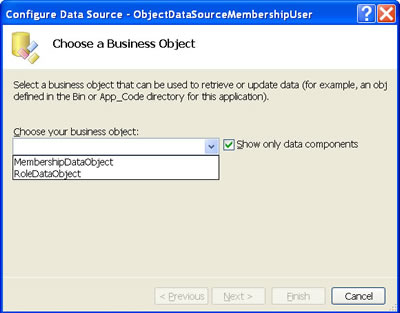 Configure Data Source - ObjectDataSourceMembershipUser
Choose a Business Object
Select a business object that can be used to retrieve or update data (for example, an obj
defined in the Bin or App_Code directory for this application).
Choose your business object:
Show only data components
MembershipDataObject
RoleDataObject
< Previous
Next >
Finish
Cancel